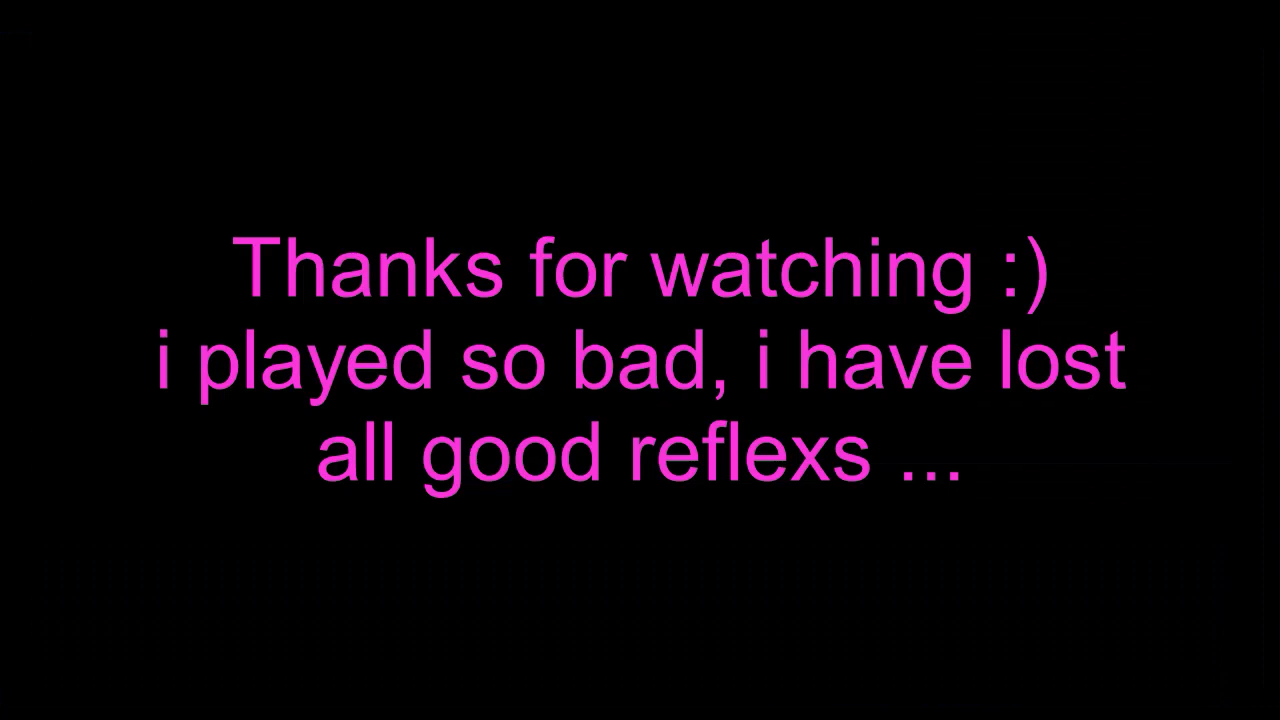 Thanks for watching :)
i played so bad, i have lost
all good reflexs ...